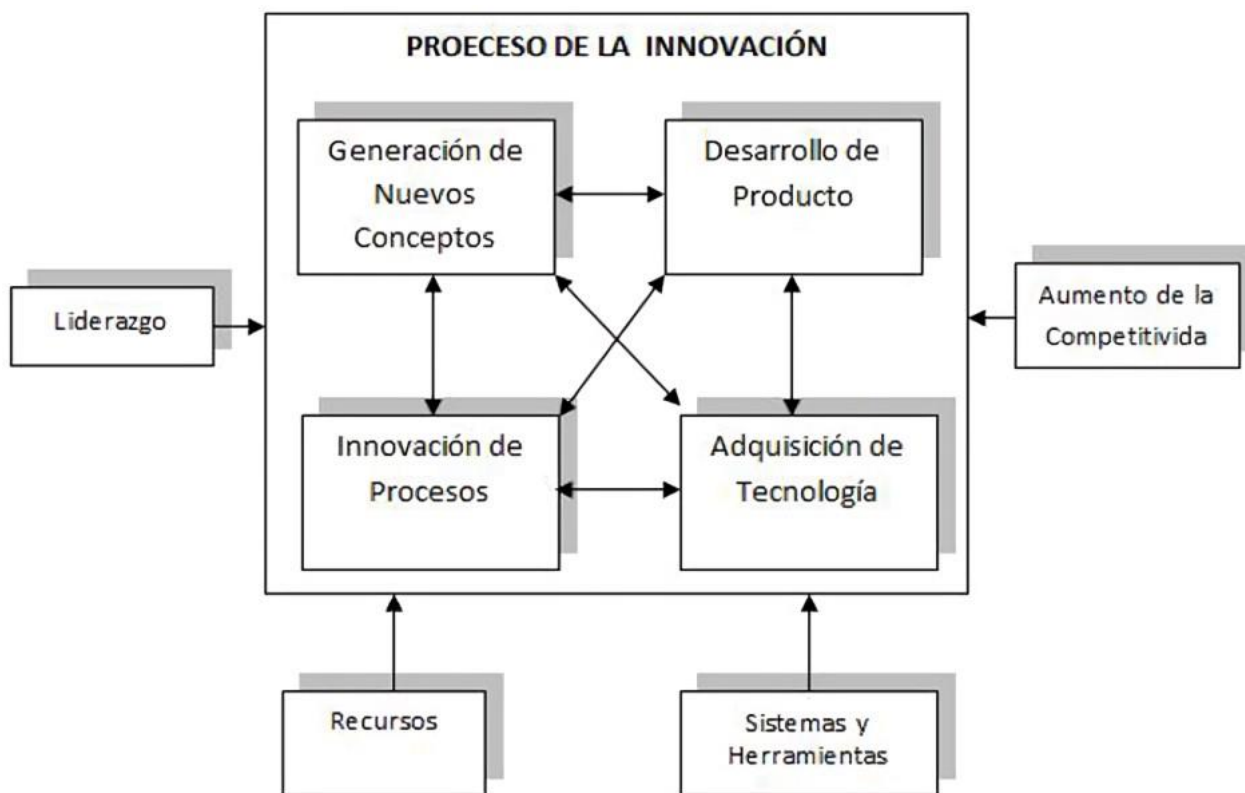 PROECESO DE LA INNOVACIÓN
Generación de
Nuevos
Conceptos
Desarrollo de
Producto
Liderazgo
Aumento de la
Competitivida
Innovación de
Procesos
Adquisición de
Tecnología
Recursos
Sistemas y
Herramientas